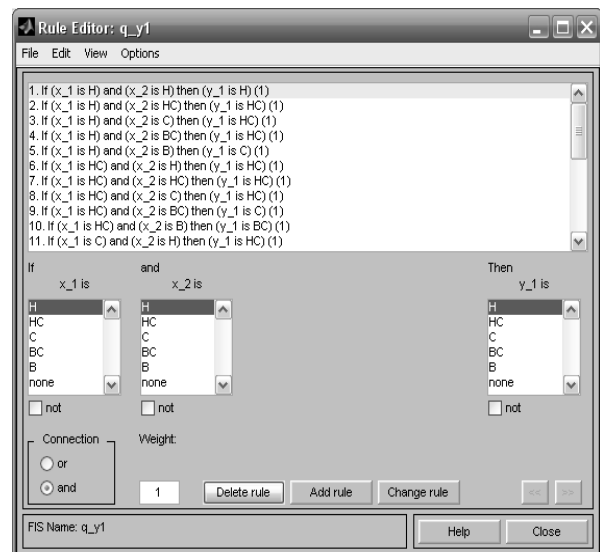 Rule Editor: q_y1
File Edit View Options
1. If (x_1 is H) and (x_2 is H) then (y_1 is H) (1)
2. If (x_1 is H) and (x_2 is HC) then (y_1 is HC) (1)
3. If (x_1 is H) and (x_2 is C) then (y_1 is HC) (1)
4. If (x_1 is H) and (x_2 is BC) then (y_1 is HC) (1)
5. If (x_1 is H) and (x_2 is B) then (y_1 is C) (1)
6. If (x_1 is HC) and (x_2 is H) then (y_1 is HC) (1)
7. If (x_1 is HC) and (x_2 is HC) then (y_1 is HC) (1)
8. If (x_1 is HC) and (x_2 is C) then (y_1 is HC) (1)
9. If (x_1 is HC) and (x_2 is BC) then (y_1 is C) (1)
10. If (x_1 is HC) and (x_2 is B) then (y_1 is BC) (1)
11. If (x_1 is C) and (x_2 is H) then (y_1 is HC) (1)
If and Then
x_1 is x_2 is y_1 is
H H H
HC HC HC
C C C
BC BC BC
B B B
none none none
not not not
Connection Weight:
or
and 1 Delete rule Add rule Change rule << >>
FIS Name: q_y1 Help Close